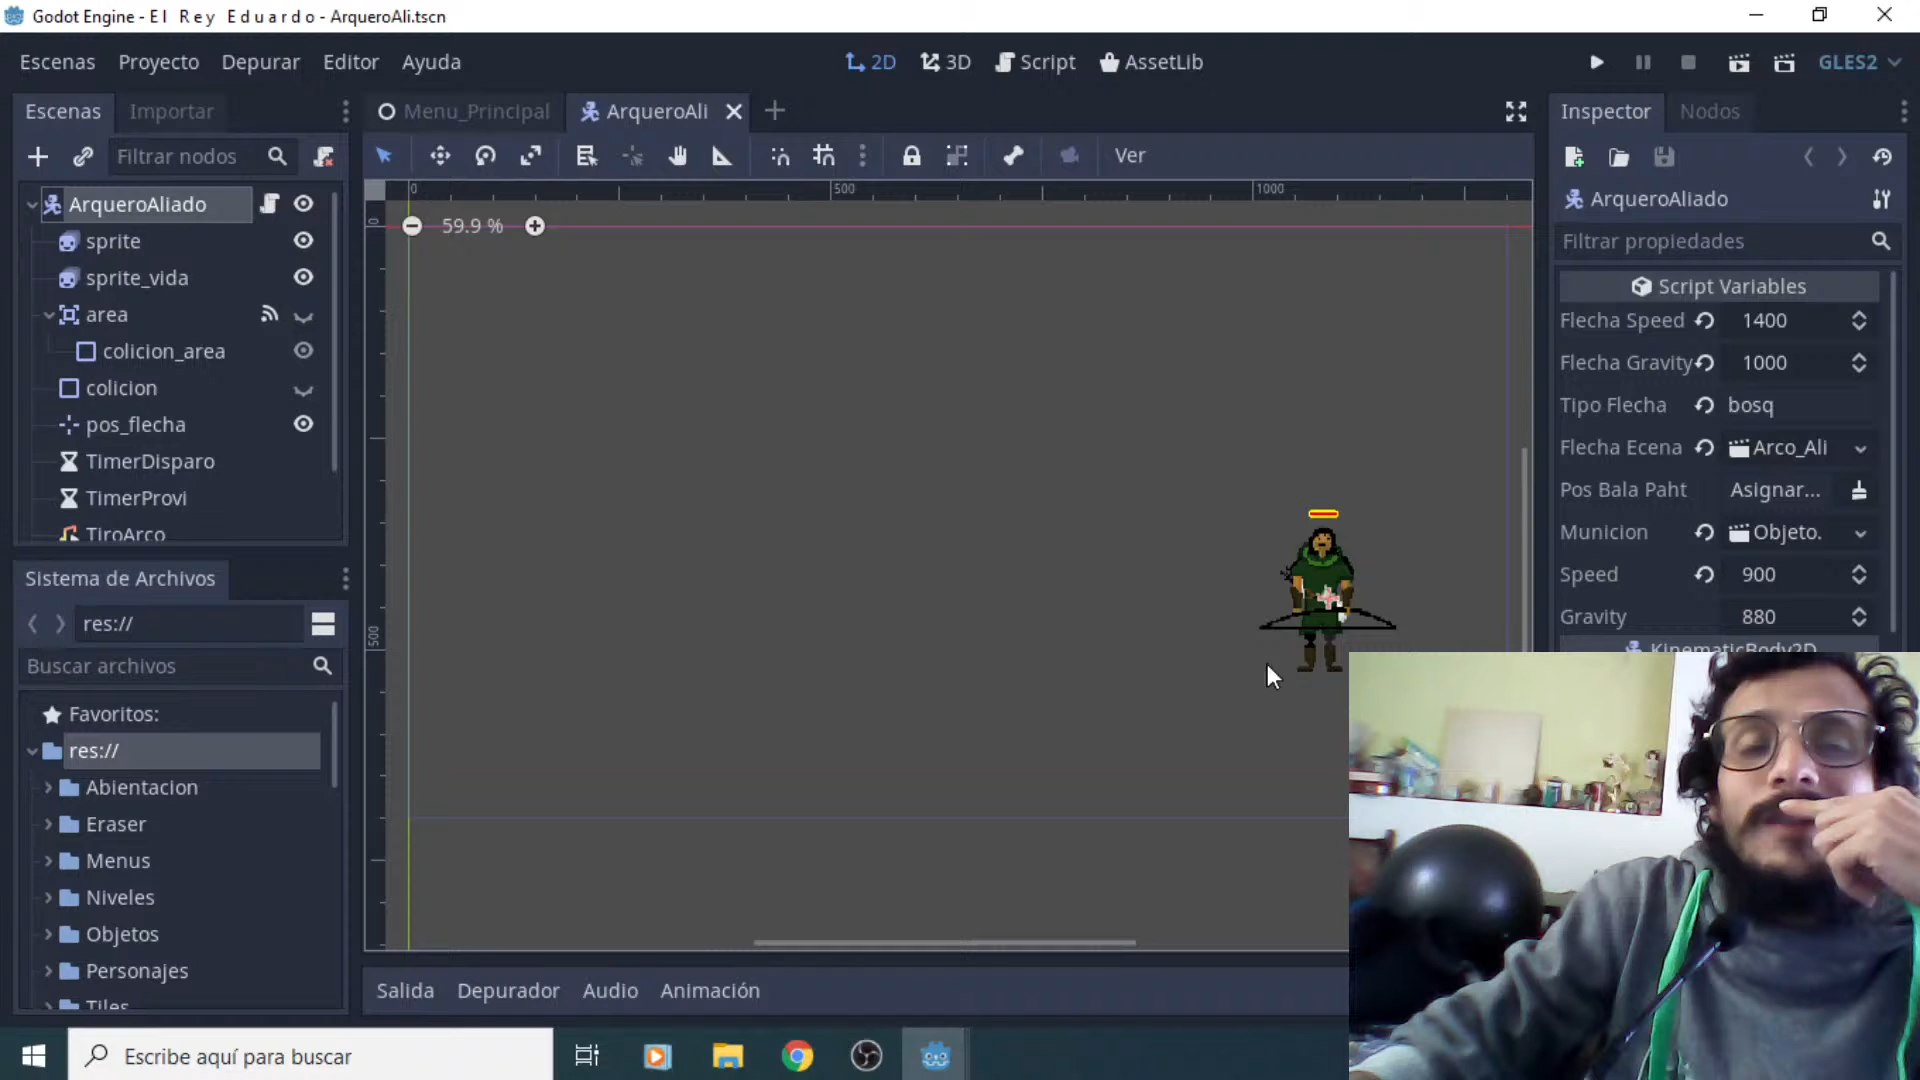 Godot Engine - El Rey Eduardo - ArqueroAli.tscn
Escenas Proyecto Depurar Editor Ayuda
2D 3D Script AssetLib
GLES2
Escenas Importar
Menu_Principal ArqueroAli
Inspector Nodos
Filtrar nodos
Ver
ArqueroAliado
sprite
sprite_vida
area
colicion_area
colicion
pos_flecha
TimerDisparo
TimerProvi
TiroArco
0 500 1000
0
500
59.9 %
ArqueroAliado
Filtrar propiedades
Script Variables
Flecha Speed 1400
Flecha Gravity 1000
Tipo Flecha bosq
Flecha Ecena Arco_Ali
Pos Bala Paht Asignar...
Municion Objeto.
Speed 900
Gravity 880
KinematicBody2D
Sistema de Archivos
res://
Buscar archivos
Favoritos:
res://
Abientacion
Eraser
Menus
Niveles
Objetos
Personajes
Tiles
Salida Depurador Audio Animación
Escribe aquí para buscar